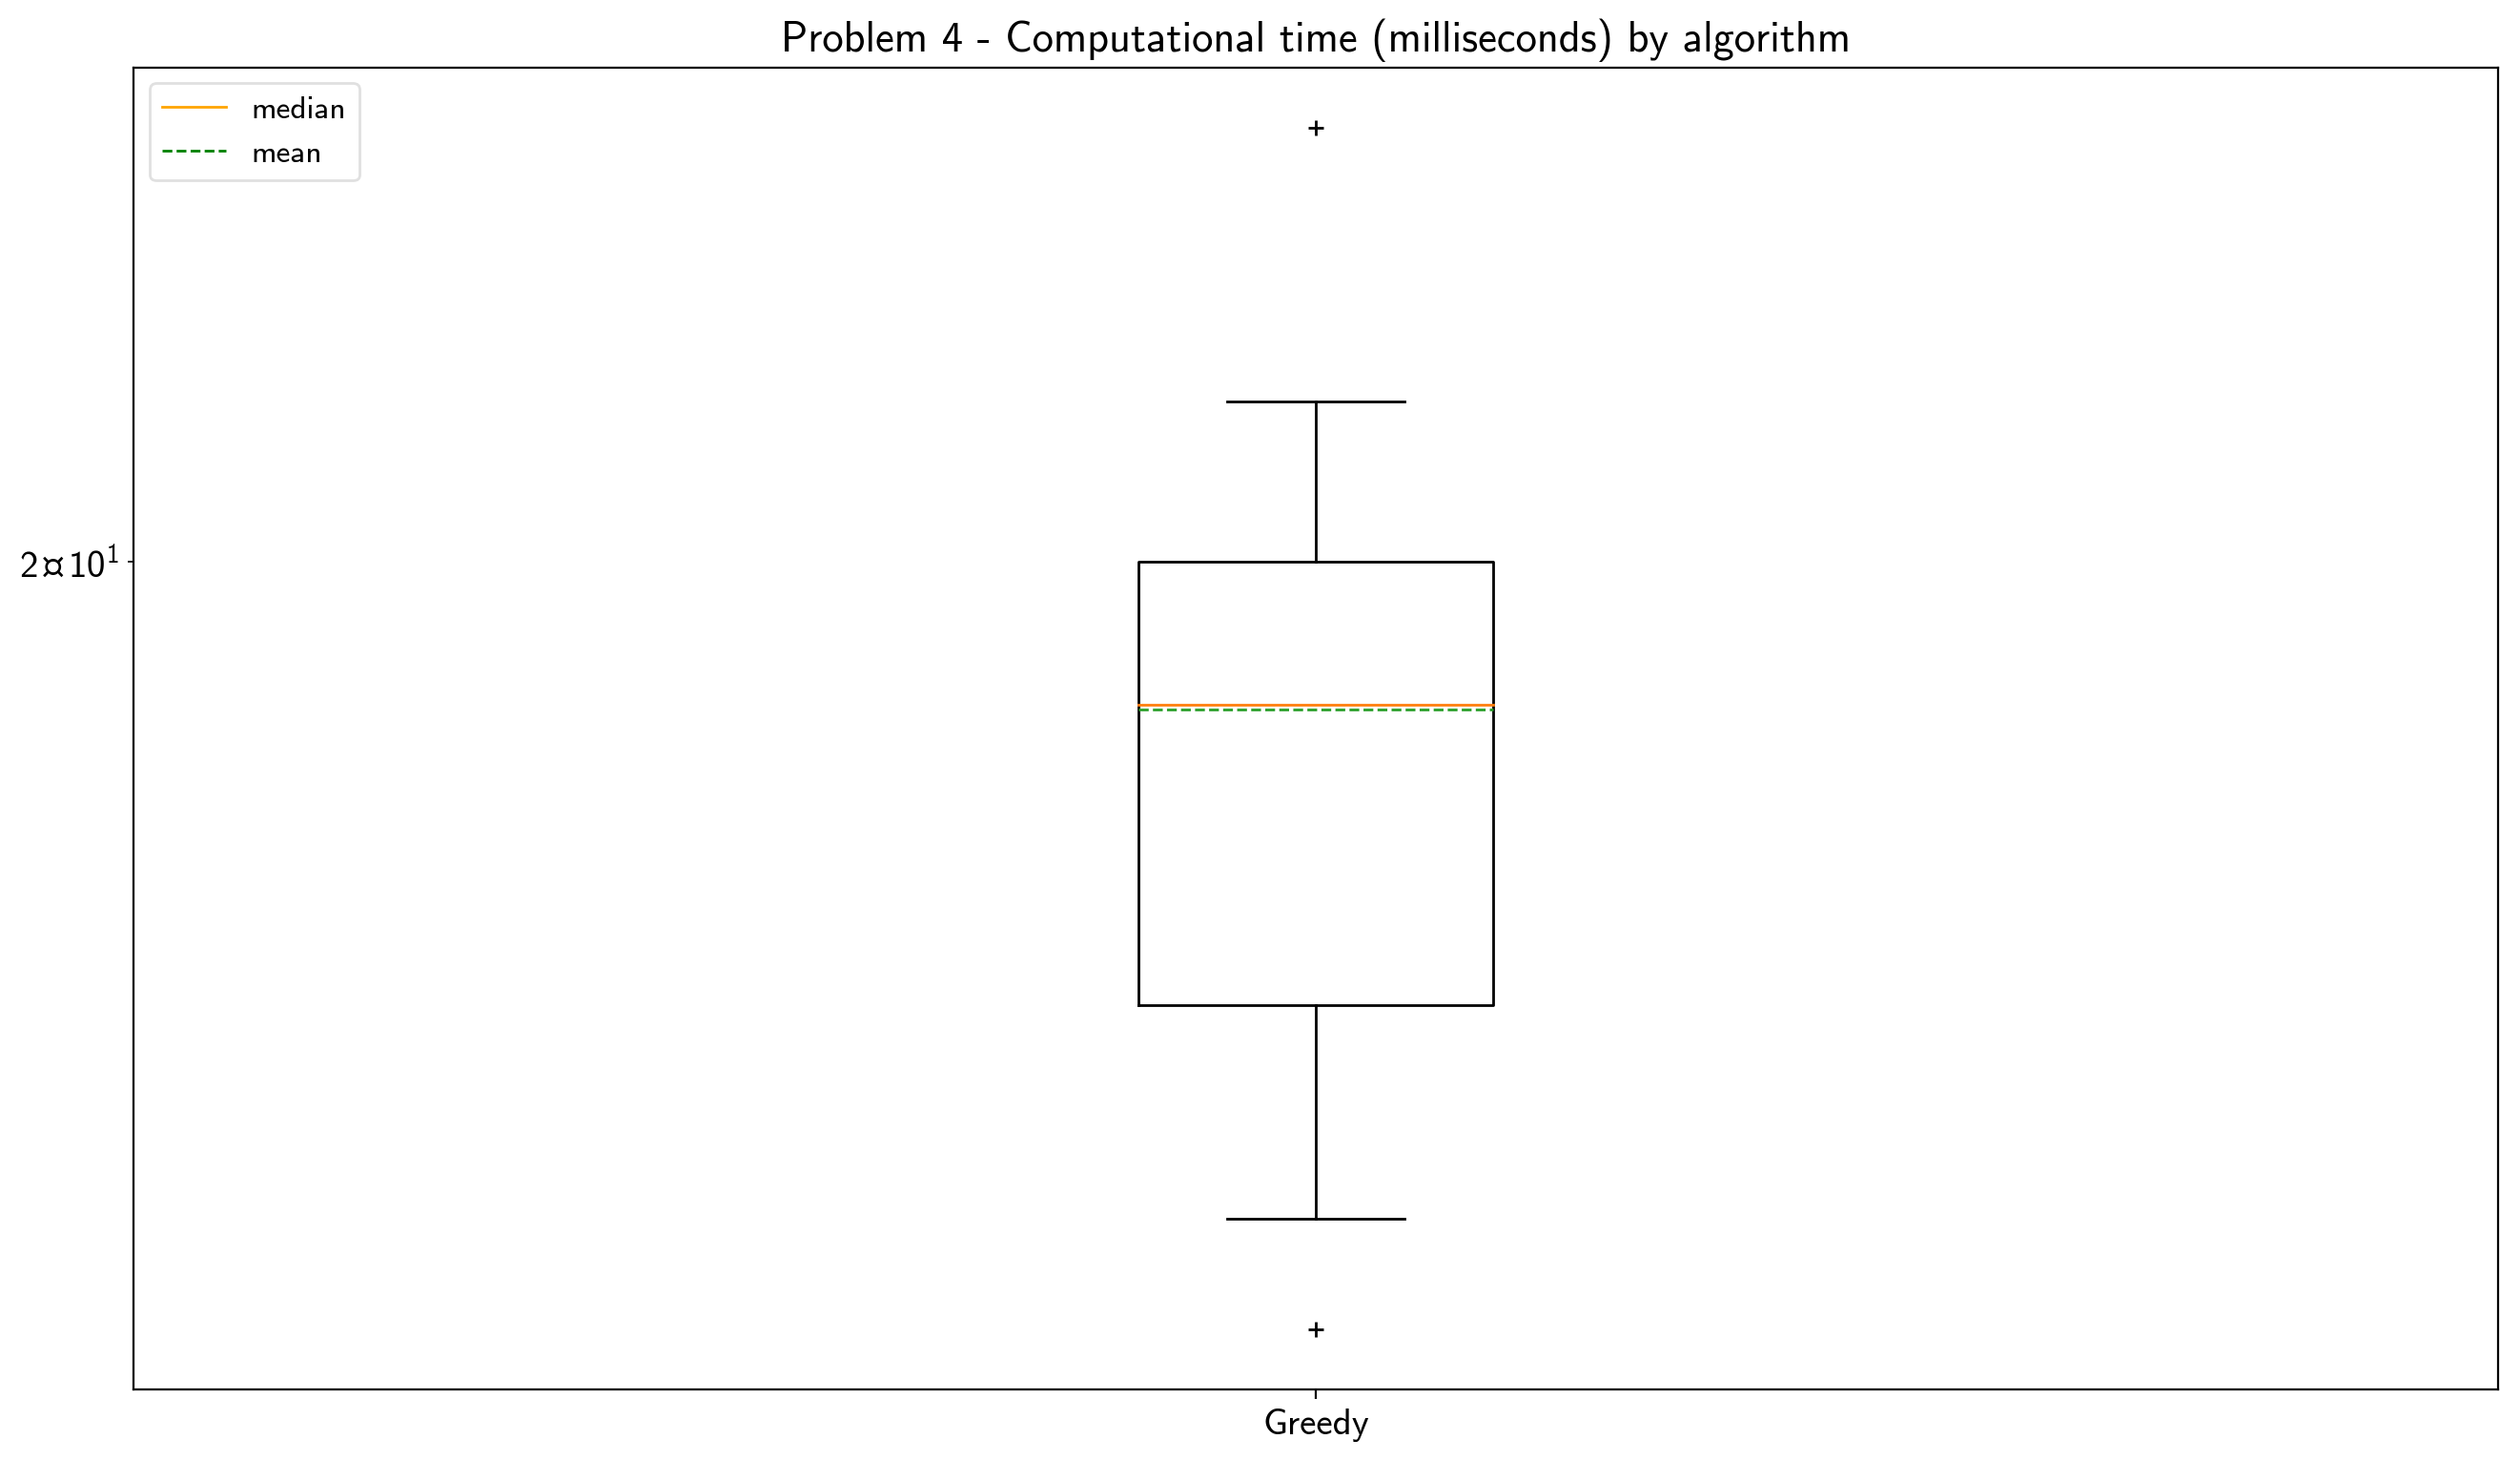 Problem 4 - Computational time (milliseconds) by algorithm
median
mean
2¤10¹
Greedy